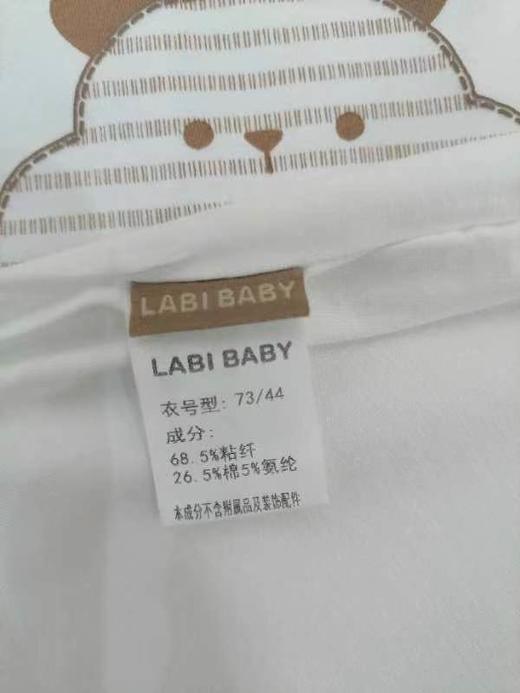 LABI BABY
LABI BABY
衣号型: 73/44
成分:
68.5%粘纤
26.5%棉5%氨纶
本成分不含附属品及装饰配件